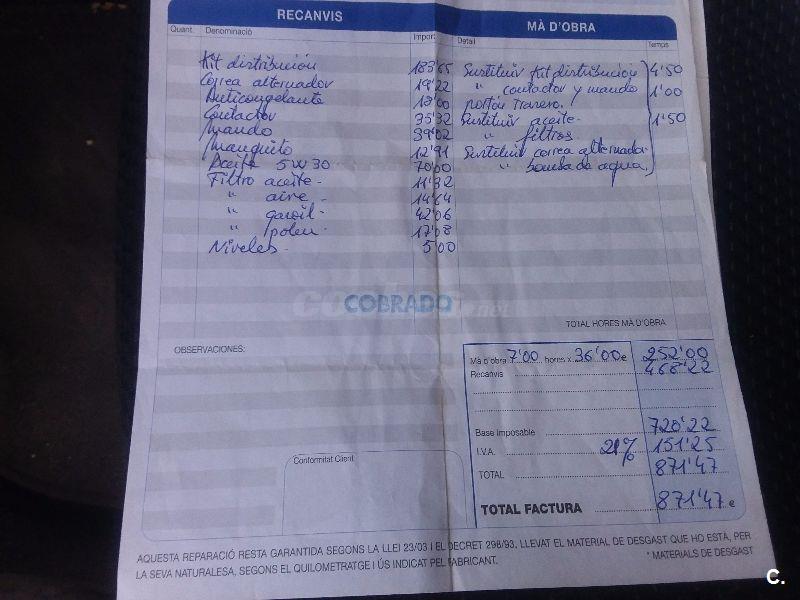 RECANVIS
MÀ D'OBRA
Quant.
Denominació
Import
Detall
Temps
Kit distribución 183'65
Correa alternador 19'22
Anticongelante 18'00
Contactor 35'32
Mando 39'02
Manguito 12'91
Aceite 5W30 70'00
Filtro aceite - 11'32
" aire - 14'64
" gasoil - 42'06
" polen - 17'08
Niveles - 5'00
Sustituir Kit distribucion 4'50
" contactor y mando 1'00
porton trasero.
Sustituir aceite - 1'50
" filtros
Sustituir correa alternador
" bomba de agua.
COBRADO
TOTAL HORES MÀ D'OBRA
OBSERVACIONES:
Conformitat Client
Mà d'obra 7'00 hores x 36'00 e 252'00
Recanvis 468'22
Base imposable 720'22
I.V.A. 21% 151'25
TOTAL 871'47
TOTAL FACTURA 871'47 e
AQUESTA REPARACIÓ RESTA GARANTIDA SEGONS LA LLEI 23/03 I EL DECRET 298/93, LLEVAT EL MATERIAL DE DESGAST QUE HO ESTÀ, PER
LA SEVA NATURALESA, SEGONS EL QUILOMETRATGE I ÚS INDICAT PEL FABRICANT.
* MATERIALS DE DESGAST
C.